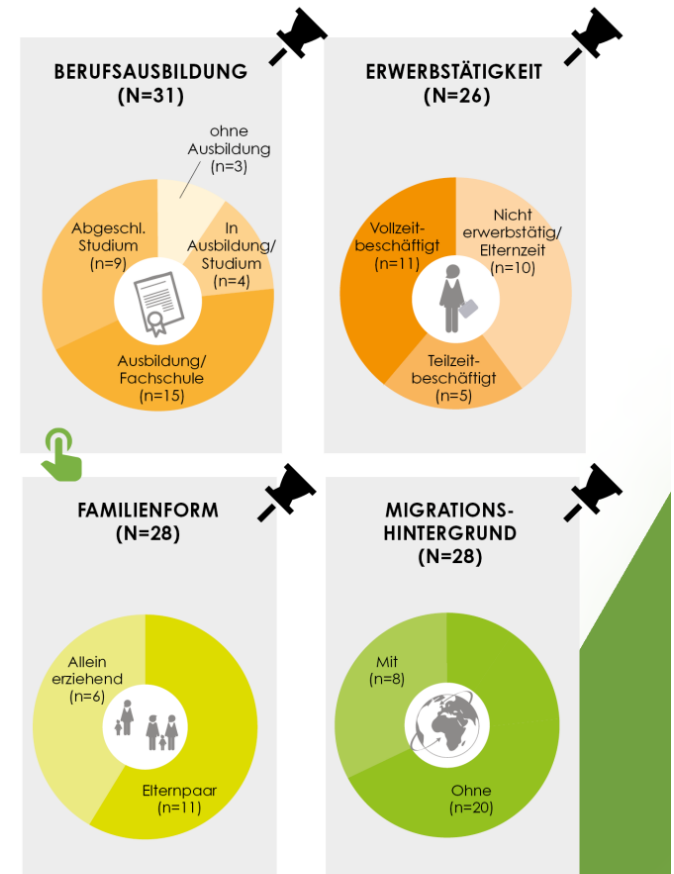 BERUFSAUSBILDUNG
(N=31)
ohne
Ausbildung
(n=3)
Abgeschl.
Studium
(n=9)
In
Ausbildung/
Studium
(n=4)
Ausbildung/
Fachschule
(n=15)
ERWERBSTÄTIGKEIT
(N=26)
Vollzeit-
beschäftigt
(n=11)
Nicht
erwerbstätig/
Elternzeit
(n=10)
Teilzeit-
beschäftigt
(n=5)
FAMILIENFORM
(N=28)
Allein
erziehend
(n=6)
Elternpaar
(n=11)
MIGRATIONS-
HINTERGRUND
(N=28)
Mit
(n=8)
Ohne
(n=20)